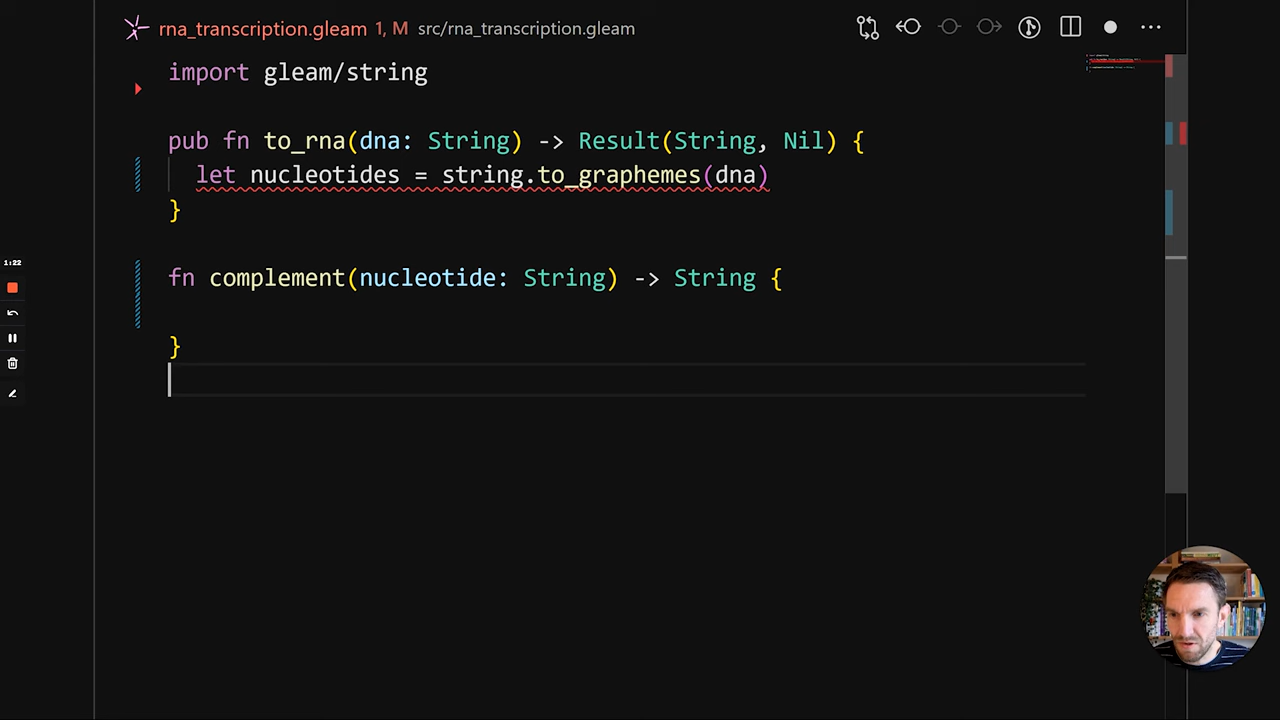 rna_transcription.gleam 1, M src/rna_transcription.gleam
import gleam/string
pub fn to_rna(dna: String) -> Result(String, Nil) {
let nucleotides = string.to_graphemes(dna)
}
1:22
fn complement(nucleotide: String) -> String {
}